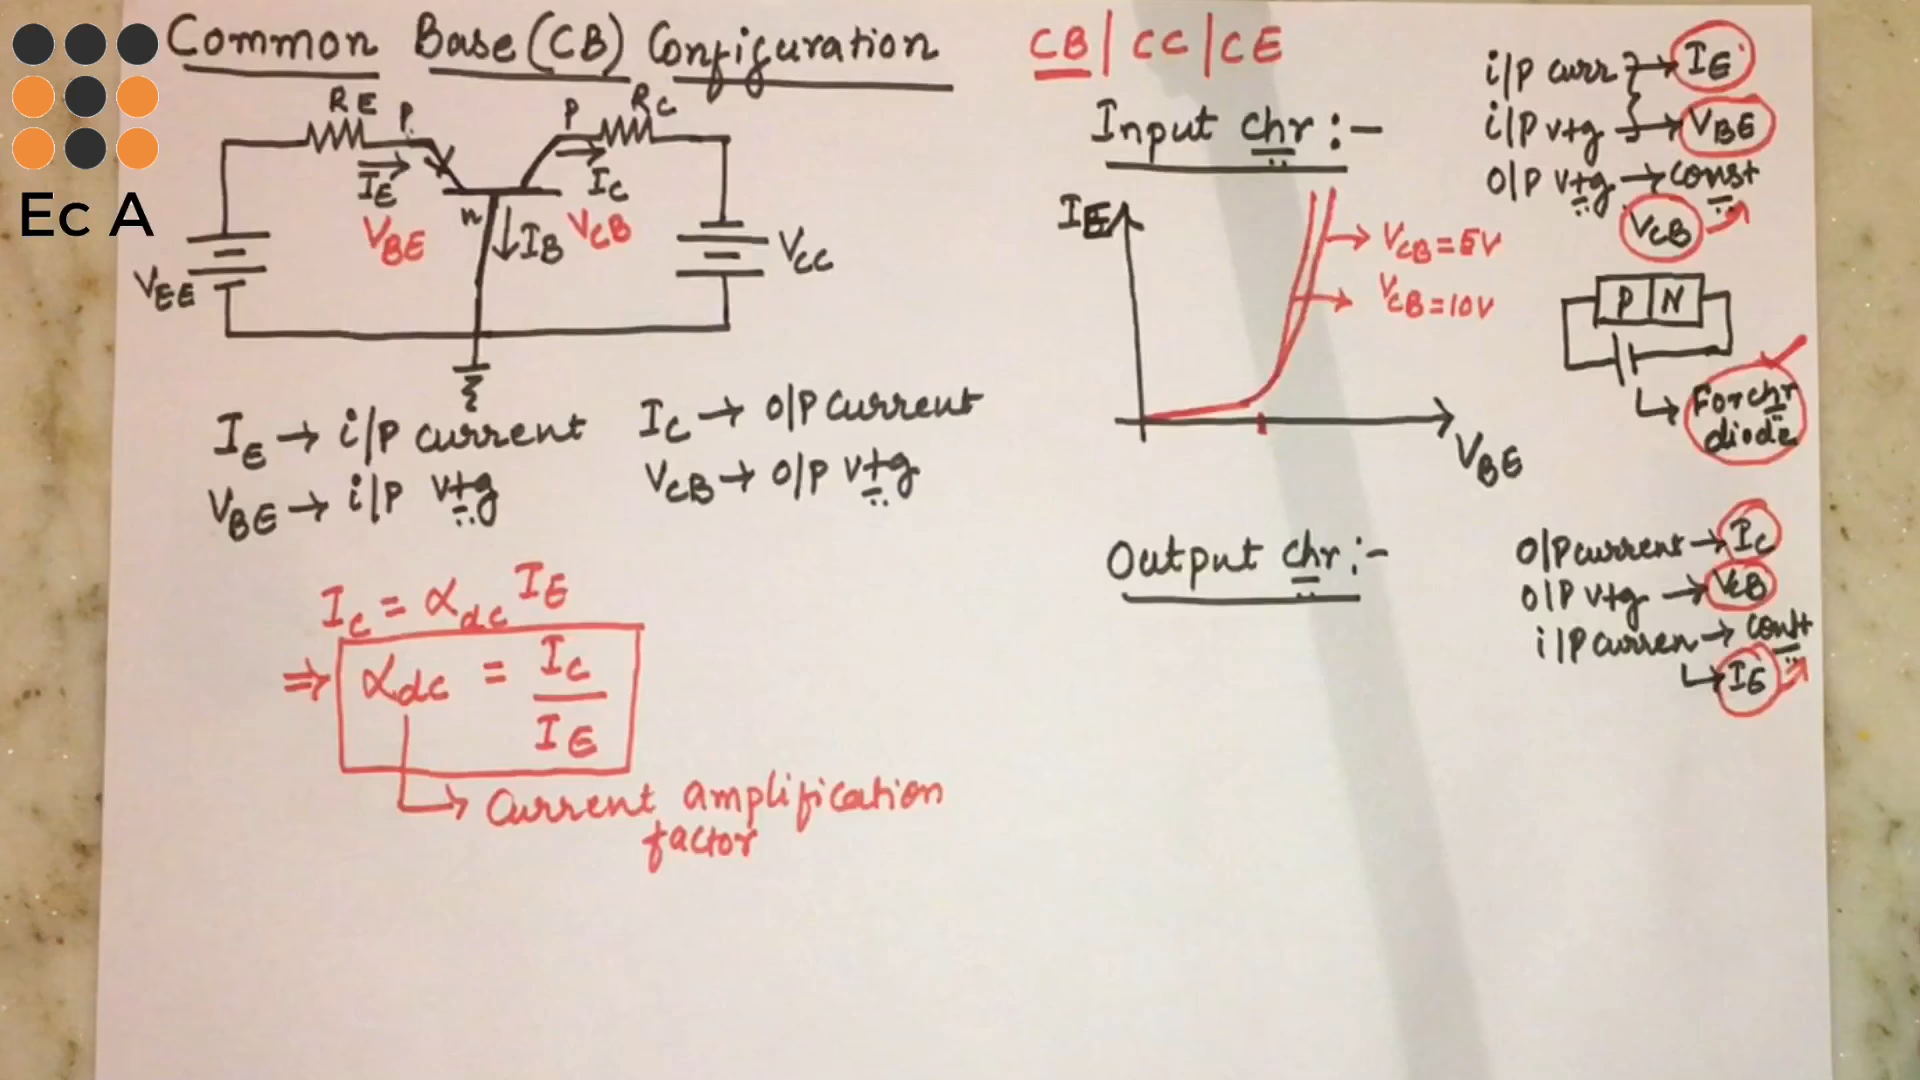 Ec A
Common Base (CB) Configuration
RE
P
P
RC
IE
IC
VBE
n
IB
VCB
VEE
VCC
IE → i/p current
VBE → i/p vtg
IC → o/p current
VCB → o/p vtg
IC = αdc IE
⇒ αdc = IC / IE
→ Current amplification
factor
CB / CC / CE
Input chr :-
IE
VCB = 5V
VCB = 10V
VBE
i/p curr → IE
i/p vtg → VBE
o/p vtg → const
VCB
P N
For chr
diode
Output chr :-
o/p current → IC
o/p vtg → VCB
i/p curren → const
→ IE